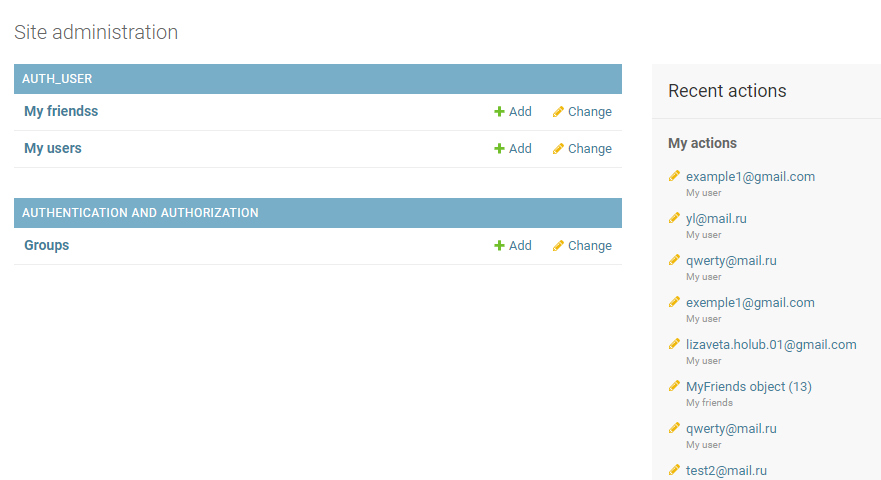 Site administration
AUTH_USER
My friendss Add Change
My users Add Change
AUTHENTICATION AND AUTHORIZATION
Groups Add Change
Recent actions
My actions
example1@gmail.com
My user
yl@mail.ru
My user
qwerty@mail.ru
My user
exemple1@gmail.com
My user
lizaveta.holub.01@gmail.com
My user
MyFriends object (13)
My friends
qwerty@mail.ru
My user
test2@mail.ru